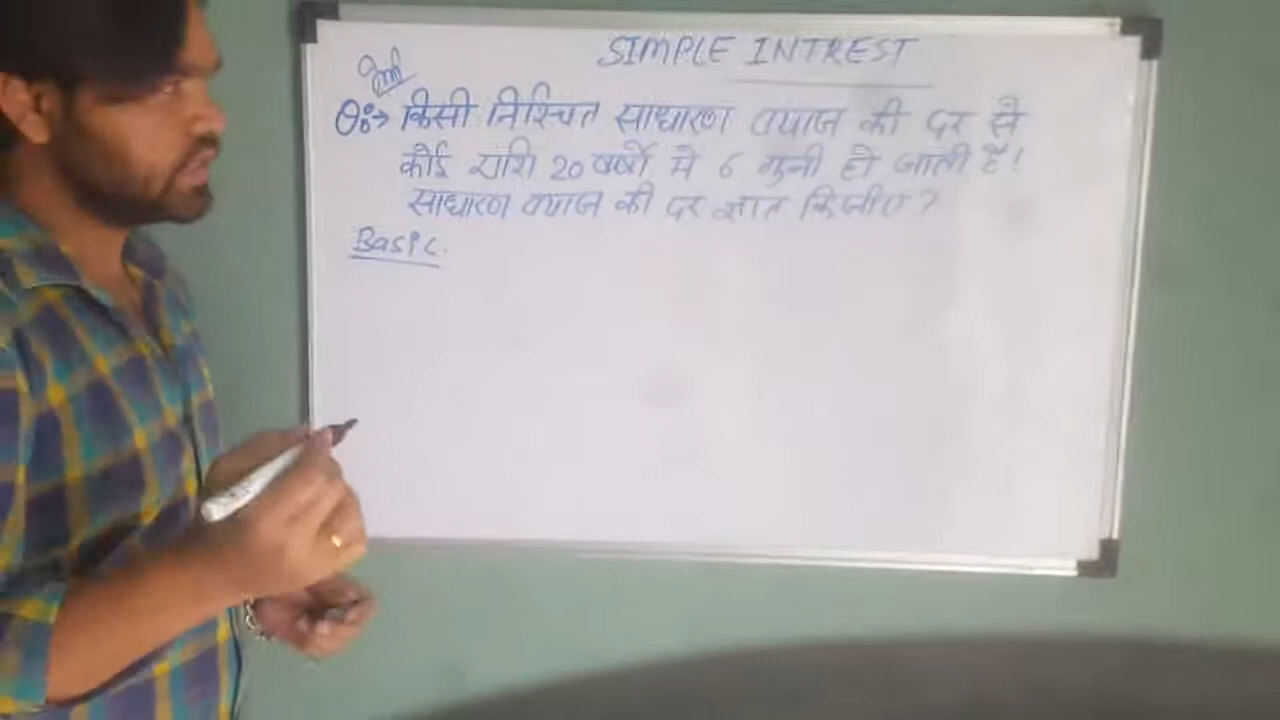 SIMPLE INTREST
Q:→ किसी निश्चित साधारण ब्याज की दर से
कोई राशि 20 वर्षों मे 6 गुनी हो जाती है।
साधारण ब्याज की दर ज्ञात किजीए?
Basic.